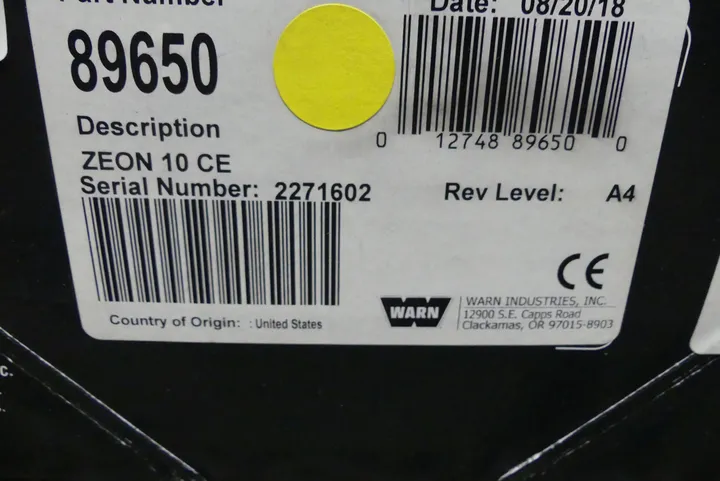 Part Number
Date: 08/20/18
89650
0 12748 89650 0
Description
ZEON 10 CE
Serial Number: 2271602
Rev Level: A4
CE
Country of Origin: : United States
WARN
WARN INDUSTRIES, INC.
12900 S.E. Capps Road
Clackamas, OR 97015-8903
c.